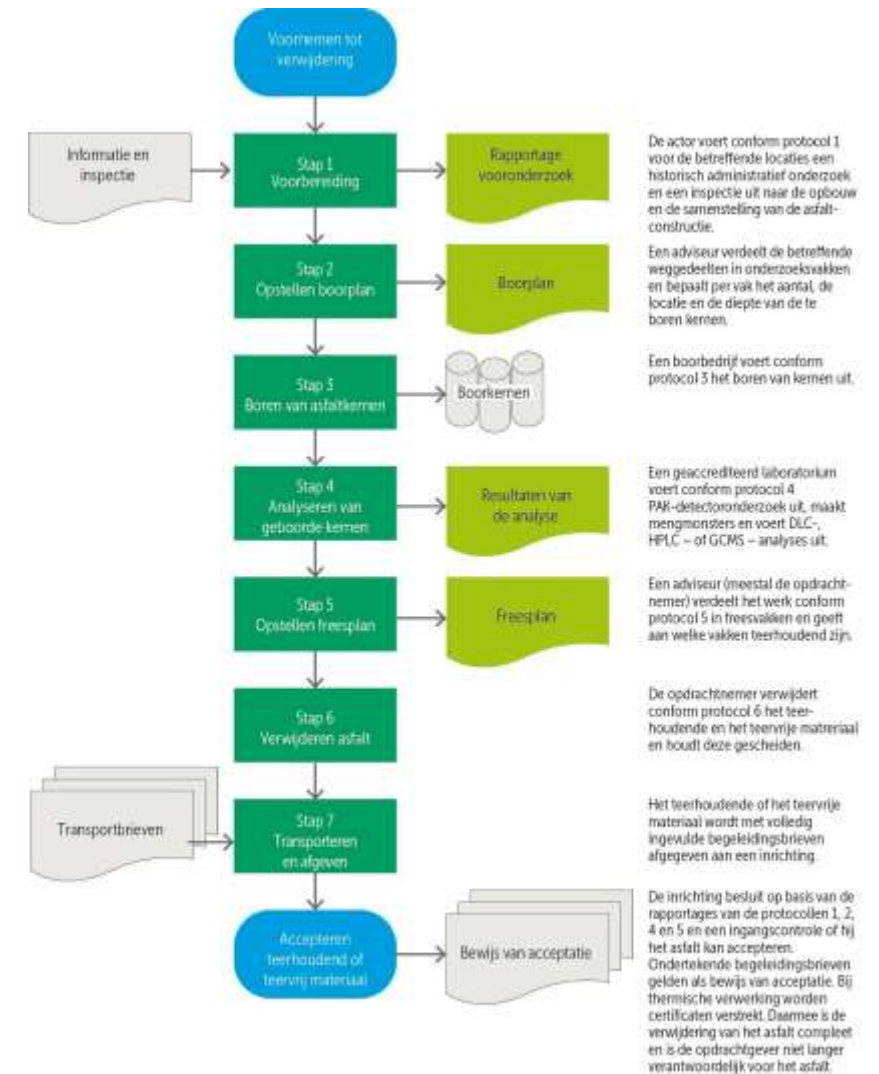 Voornemen tot
verwijdering
Informatie en
inspectie
Stap 1
Voorbereiding
Rapportage
vooronderzoek
De actor voert conform protocol 1
voor de betreffende locaties een
historisch administratief onderzoek
en een inspectie uit naar de opbouw
en de samenstelling van de asfalt-
constructie.
Stap 2
Opstellen boorplan
Boorplan
Een adviseur verdeelt de betreffende
weggedeelten in onderzoeksvakken
en bepaalt per vak het aantal, de
locatie en de diepte van de te
boren kernen.
Stap 3
Boren van asfaltkernen
Boorkernen
Een boorbedrijf voert conform
protocol 3 het boren van kernen uit.
Stap 4
Analyseren van
geboorde kernen
Resultaten van
de analyse
Een geaccrediteerd laboratorium
voert conform protocol 4
PAK-detectoronderzoek uit, maakt
mengmonsters en voert DLC-,
HPLC – of GCMS – analyses uit.
Stap 5
Opstellen freesplan
Freesplan
Een adviseur (meestal de opdracht-
nemer) verdeelt het werk conform
protocol 5 in freesvakken en geeft
aan welke vakken teerhoudend zijn.
Stap 6
Verwijderen asfalt
De opdrachtnemer verwijdert
conform protocol 6 het teer-
houdende en het teervrije matreriaal
en houdt deze gescheiden.
Transportbrieven
Stap 7
Transporteren
en afgeven
Het teerhoudende of het teervrije
materiaal wordt met volledig
ingevulde begeleidingsbrieven
afgegeven aan een inrichting.
Accepteren
teerhoudend of
teervrij materiaal
Bewijs van acceptatie
De inrichting besluit op basis van de
rapportages van de protocollen 1, 2,
4 en 5 en een ingangscontrole of hij
het asfalt kan accepteren.
Ondertekende begeleidingsbrieven
gelden als bewijs van acceptatie. Bij
thermische verwerking worden
certificaten verstrekt. Daarmee is de
verwijdering van het asfalt compleet
en is de opdrachtgever niet langer
verantwoordelijk voor het asfalt.